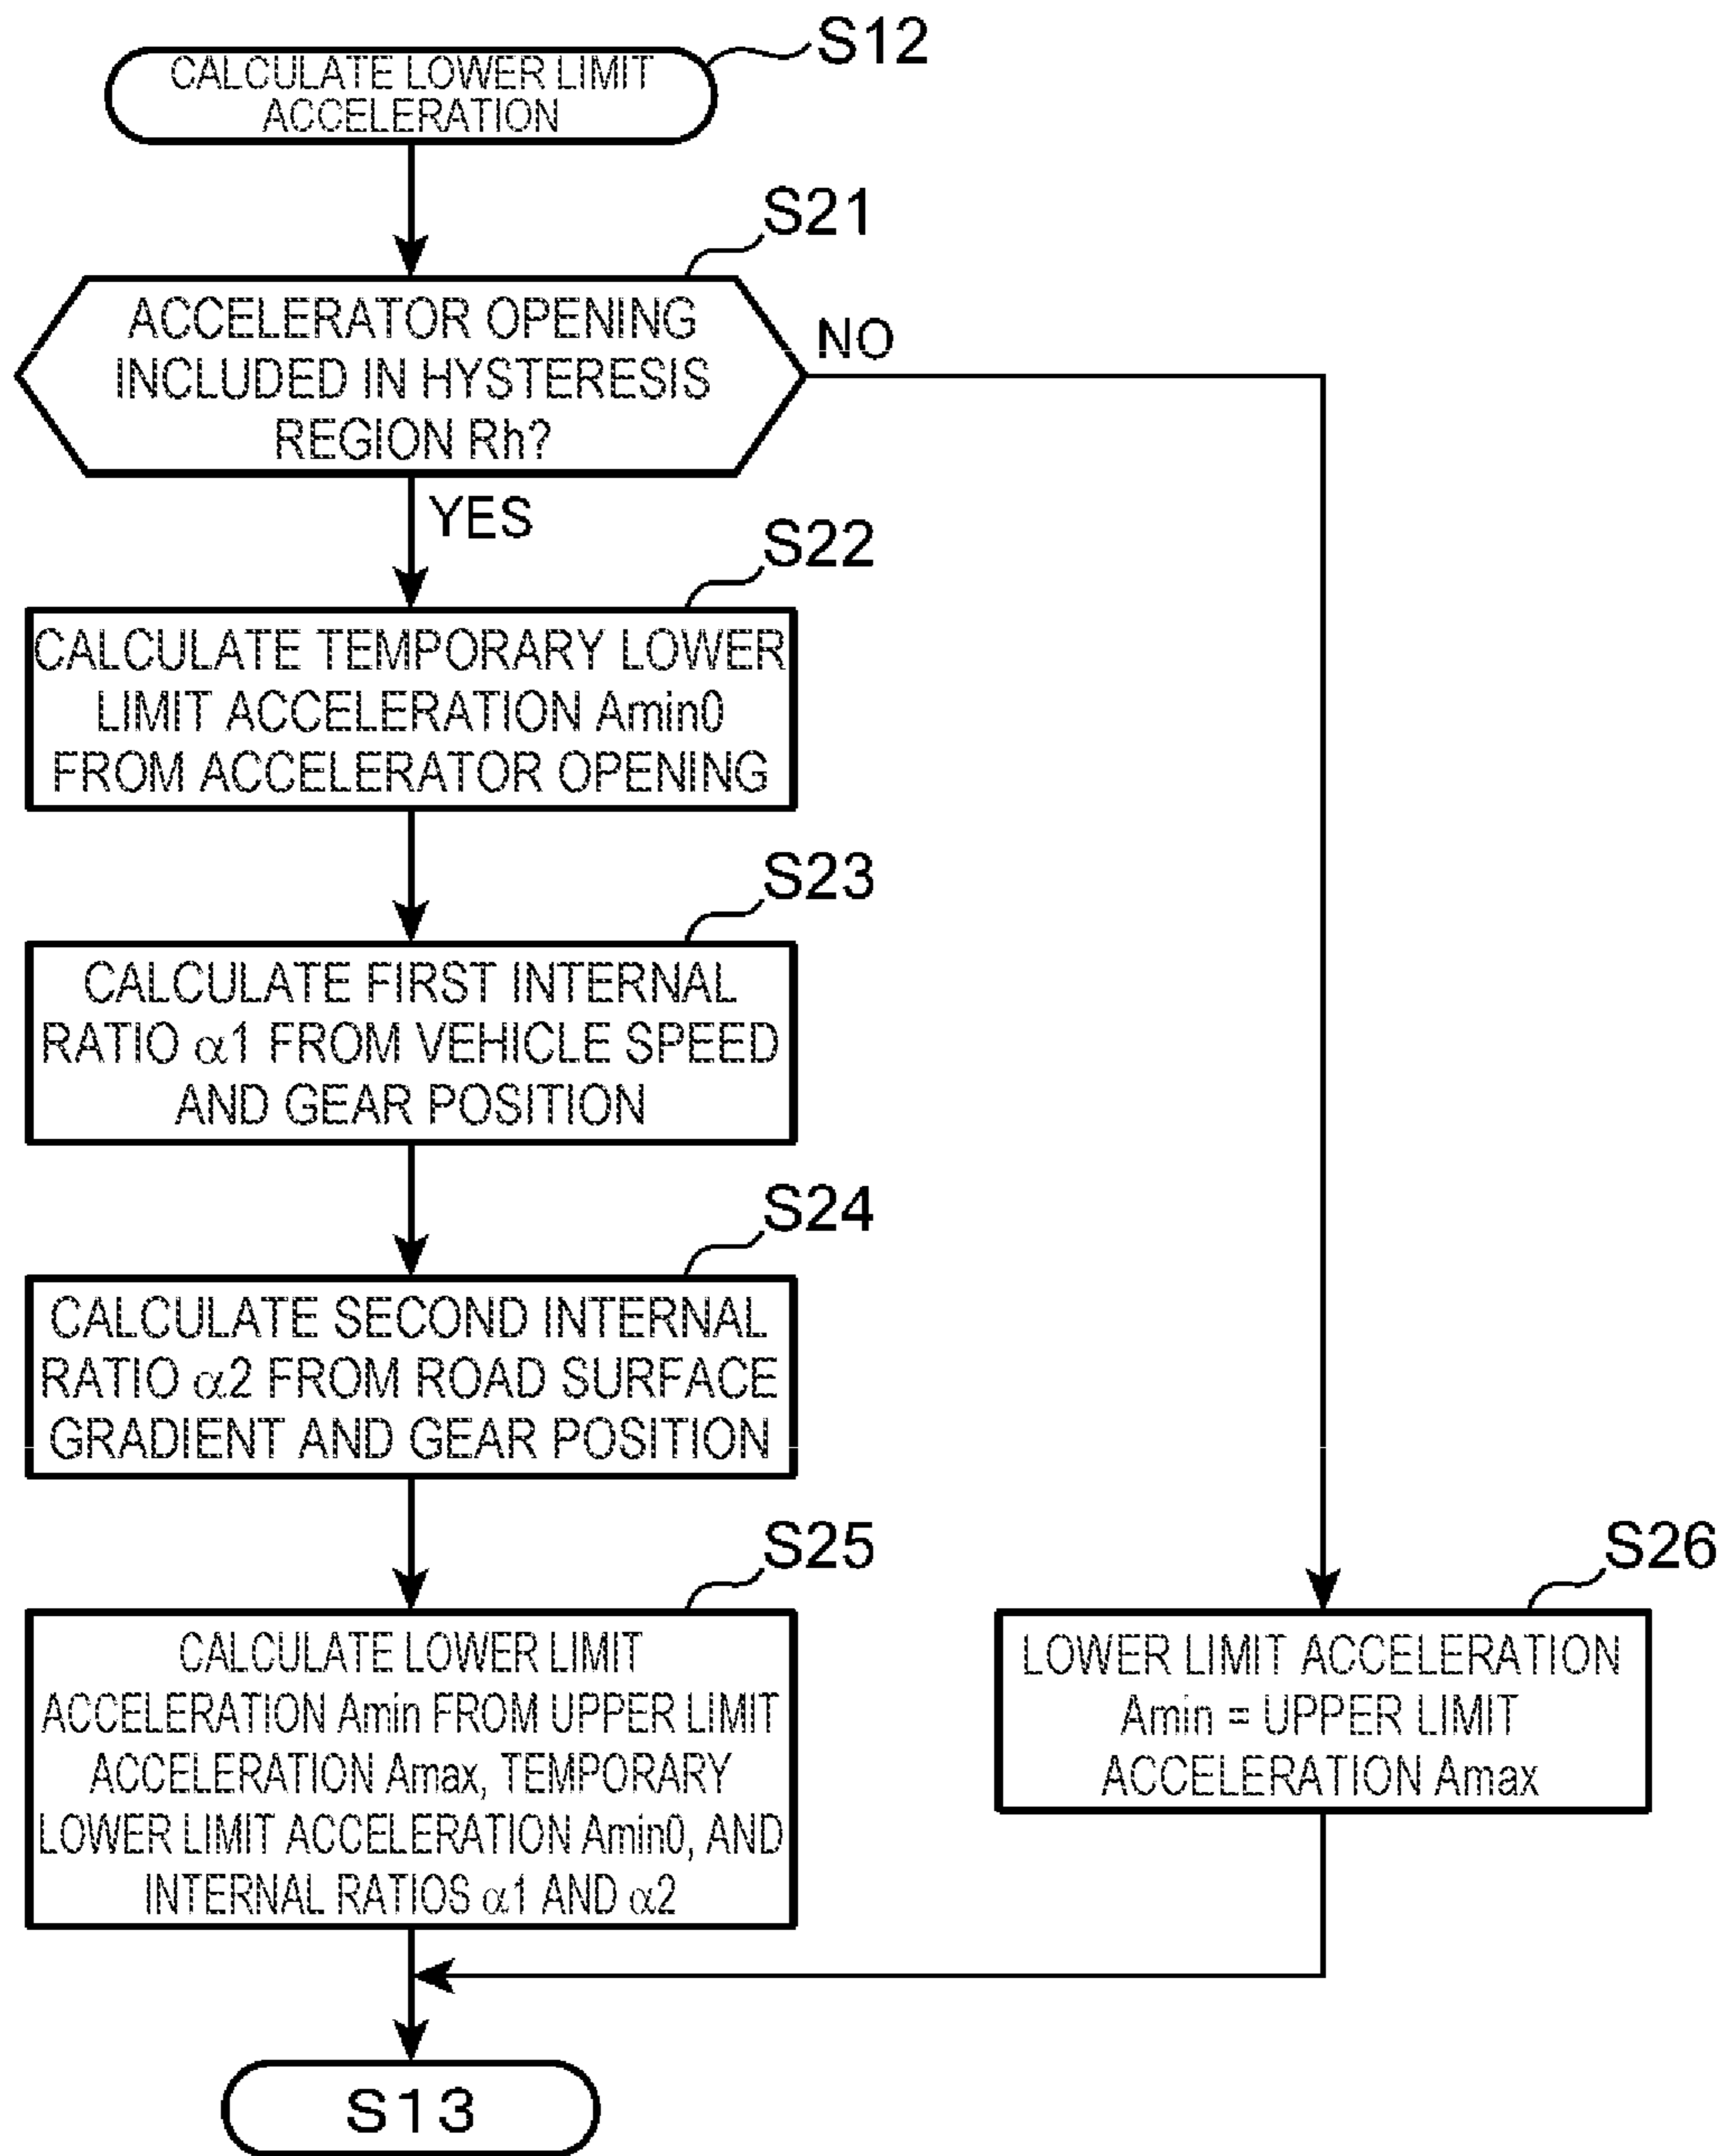 S12
CALCULATE LOWER LIMIT
ACCELERATION
S21
ACCELERATOR OPENING
INCLUDED IN HYSTERESIS
REGION Rh?
NO
YES
S22
CALCULATE TEMPORARY LOWER
LIMIT ACCELERATION Amin0
FROM ACCELERATOR OPENING
S23
CALCULATE FIRST INTERNAL
RATIO α1 FROM VEHICLE SPEED
AND GEAR POSITION
S24
CALCULATE SECOND INTERNAL
RATIO α2 FROM ROAD SURFACE
GRADIENT AND GEAR POSITION
S25
CALCULATE LOWER LIMIT
ACCELERATION Amin FROM UPPER LIMIT
ACCELERATION Amax, TEMPORARY
LOWER LIMIT ACCELERATION Amin0, AND
INTERNAL RATIOS α1 AND α2
S26
LOWER LIMIT ACCELERATION
Amin = UPPER LIMIT
ACCELERATION Amax
S13